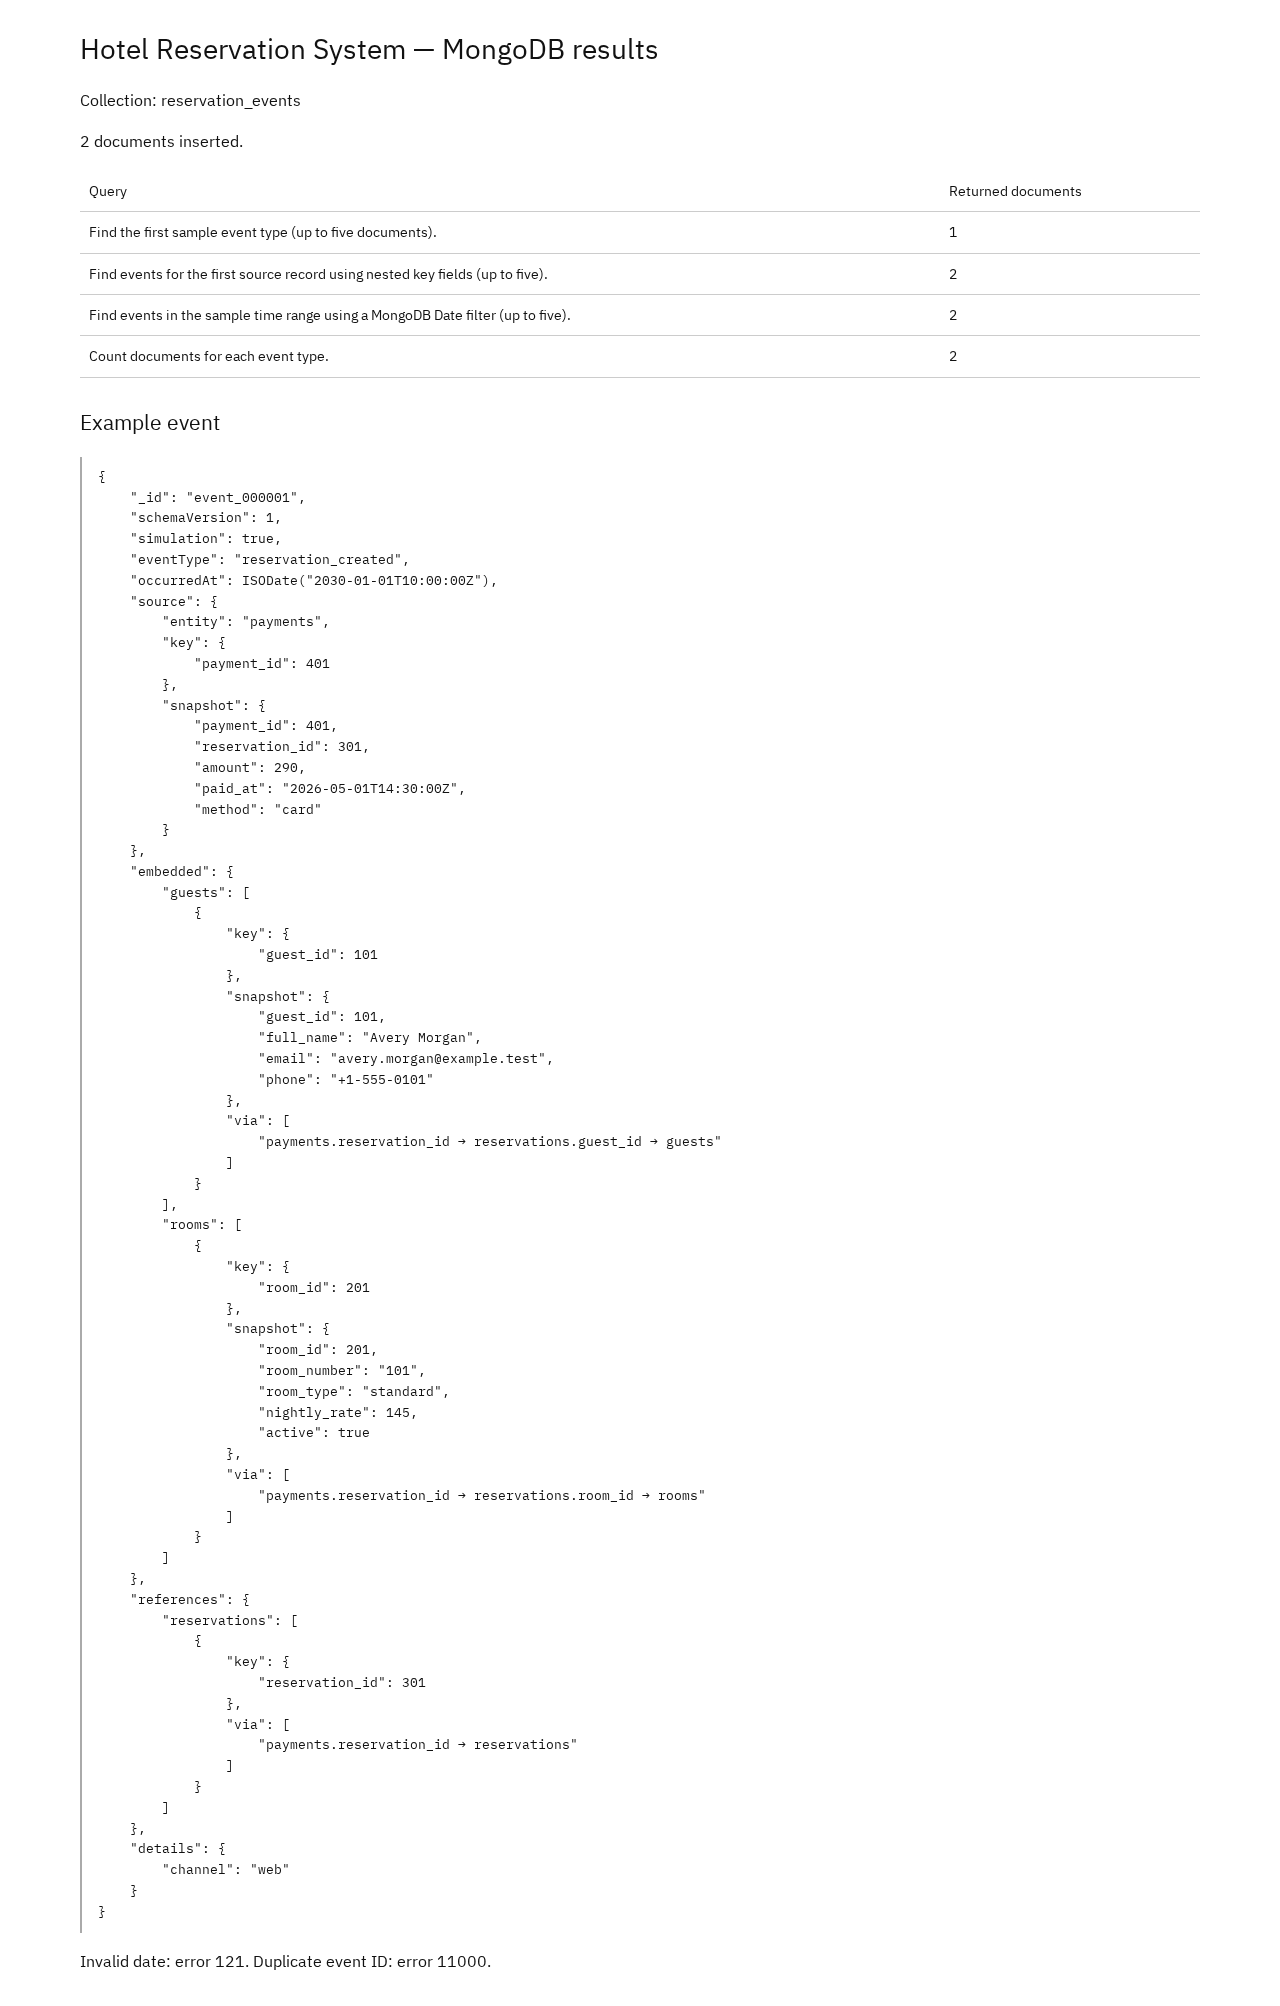 Hotel Reservation System — MongoDB results
Collection: reservation_events
2 documents inserted.
Query Returned documents
Find the first sample event type (up to five documents). 1
Find events for the first source record using nested key fields (up to five). 2
Find events in the sample time range using a MongoDB Date filter (up to five). 2
Count documents for each event type. 2
Example event
{
    "_id": "event_000001",
    "schemaVersion": 1,
    "simulation": true,
    "eventType": "reservation_created",
    "occurredAt": ISODate("2030-01-01T10:00:00Z"),
    "source": {
        "entity": "payments",
        "key": {
            "payment_id": 401
        },
        "snapshot": {
            "payment_id": 401,
            "reservation_id": 301,
            "amount": 290,
            "paid_at": "2026-05-01T14:30:00Z",
            "method": "card"
        }
    },
    "embedded": {
        "guests": [
            {
                "key": {
                    "guest_id": 101
                },
                "snapshot": {
                    "guest_id": 101,
                    "full_name": "Avery Morgan",
                    "email": "avery.morgan@example.test",
                    "phone": "+1-555-0101"
                },
                "via": [
                    "payments.reservation_id → reservations.guest_id → guests"
                ]
            }
        ],
        "rooms": [
            {
                "key": {
                    "room_id": 201
                },
                "snapshot": {
                    "room_id": 201,
                    "room_number": "101",
                    "room_type": "standard",
                    "nightly_rate": 145,
                    "active": true
                },
                "via": [
                    "payments.reservation_id → reservations.room_id → rooms"
                ]
            }
        ]
    },
    "references": {
        "reservations": [
            {
                "key": {
                    "reservation_id": 301
                },
                "via": [
                    "payments.reservation_id → reservations"
                ]
            }
        ]
    },
    "details": {
        "channel": "web"
    }
}
Invalid date: error 121. Duplicate event ID: error 11000.